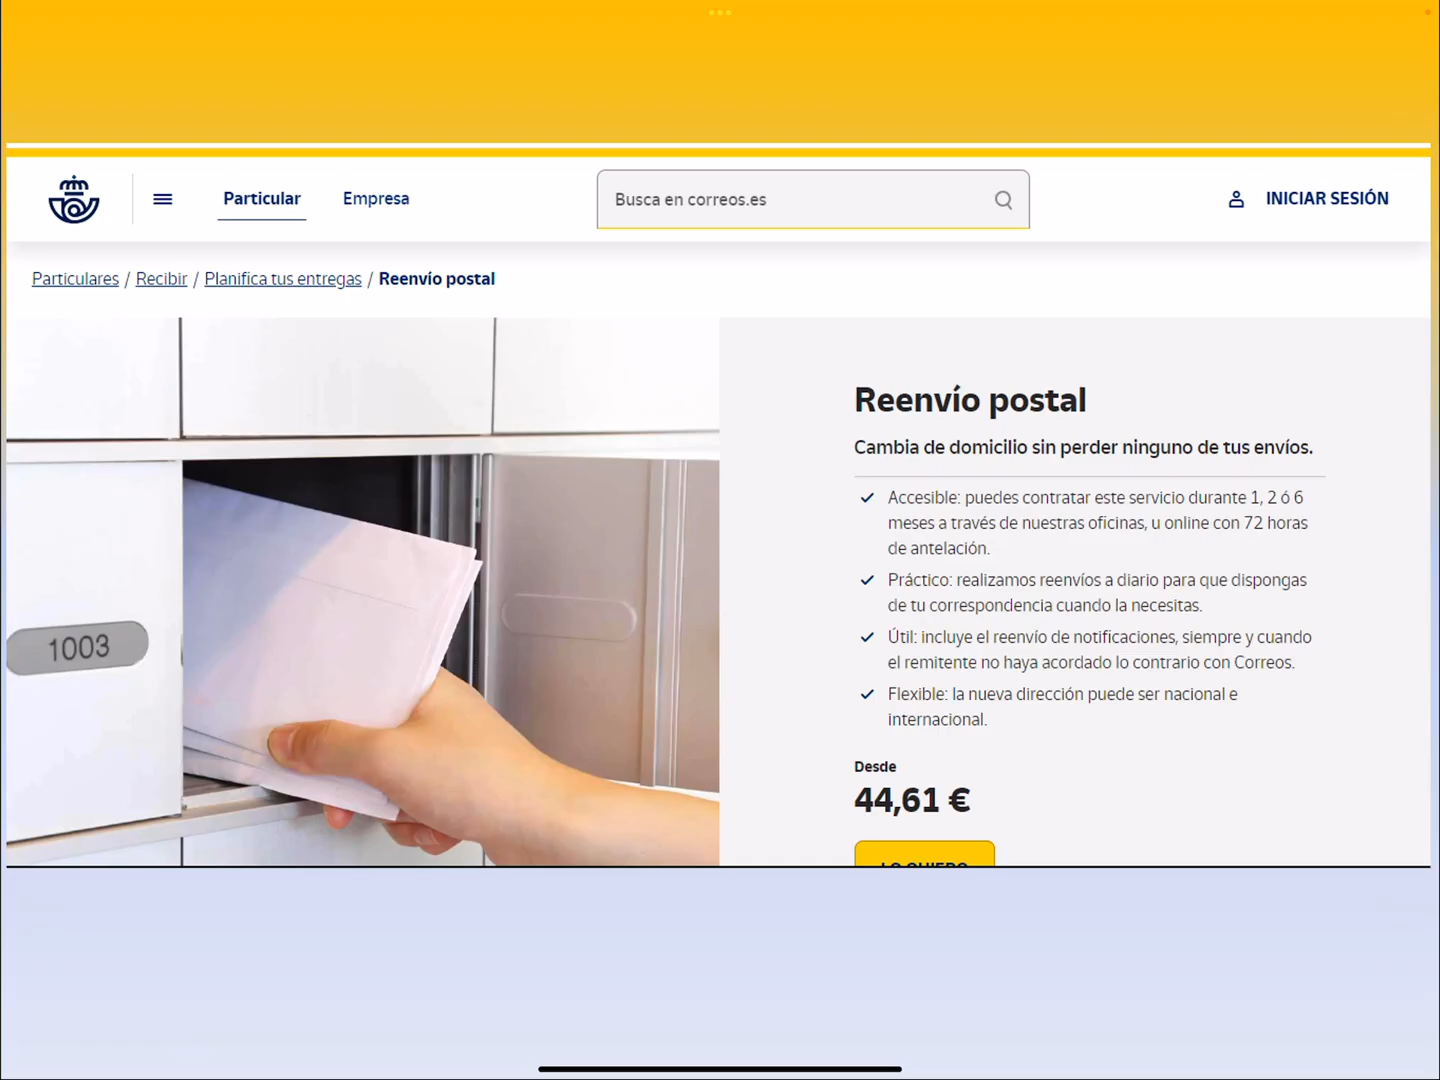 Particular
Empresa
Busca en correos.es
INICIAR SESIÓN
Particulares / Recibir / Planifica tus entregas / Reenvío postal
1003
Reenvío postal
Cambia de domicilio sin perder ninguno de tus envíos.
Accesible: puedes contratar este servicio durante 1, 2 ó 6
meses a través de nuestras oficinas, u online con 72 horas
de antelación.
Práctico: realizamos reenvíos a diario para que dispongas
de tu correspondencia cuando la necesitas.
Útil: incluye el reenvío de notificaciones, siempre y cuando
el remitente no haya acordado lo contrario con Correos.
Flexible: la nueva dirección puede ser nacional e
internacional.
Desde
44,61 €
LO QUIERO